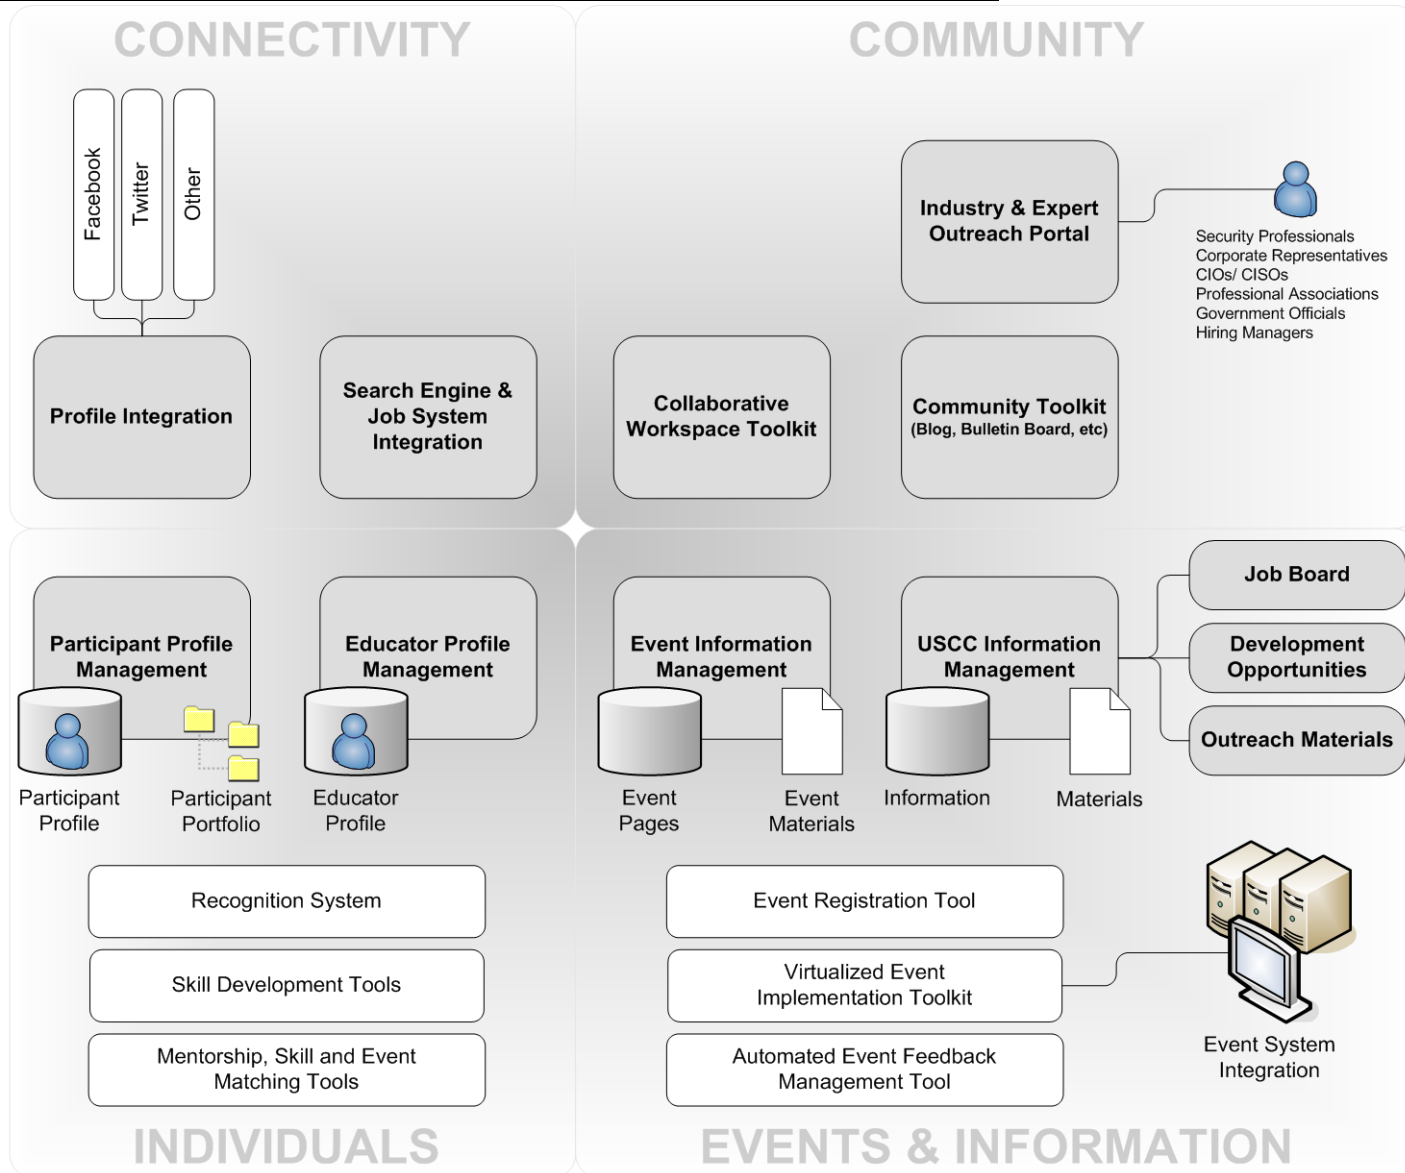 CONNECTIVITY
COMMUNITY
Facebook
Twitter
Other
Industry & Expert
Outreach Portal
Security Professionals
Corporate Representatives
CIOs/ CISOs
Professional Associations
Government Officials
Hiring Managers
Profile Integration
Search Engine &
Job System
Integration
Collaborative
Workspace Toolkit
Community Toolkit
(Blog, Bulletin Board, etc)
Participant Profile
Management
Participant
Profile
Participant
Portfolio
Educator Profile
Management
Educator
Profile
Event Information
Management
Event
Pages
Event
Materials
USCC Information
Management
Information
Materials
Job Board
Development
Opportunities
Outreach Materials
Recognition System
Skill Development Tools
Mentorship, Skill and Event
Matching Tools
Event Registration Tool
Virtualized Event
Implementation Toolkit
Automated Event Feedback
Management Tool
Event System
Integration
INDIVIDUALS
EVENTS & INFORMATION